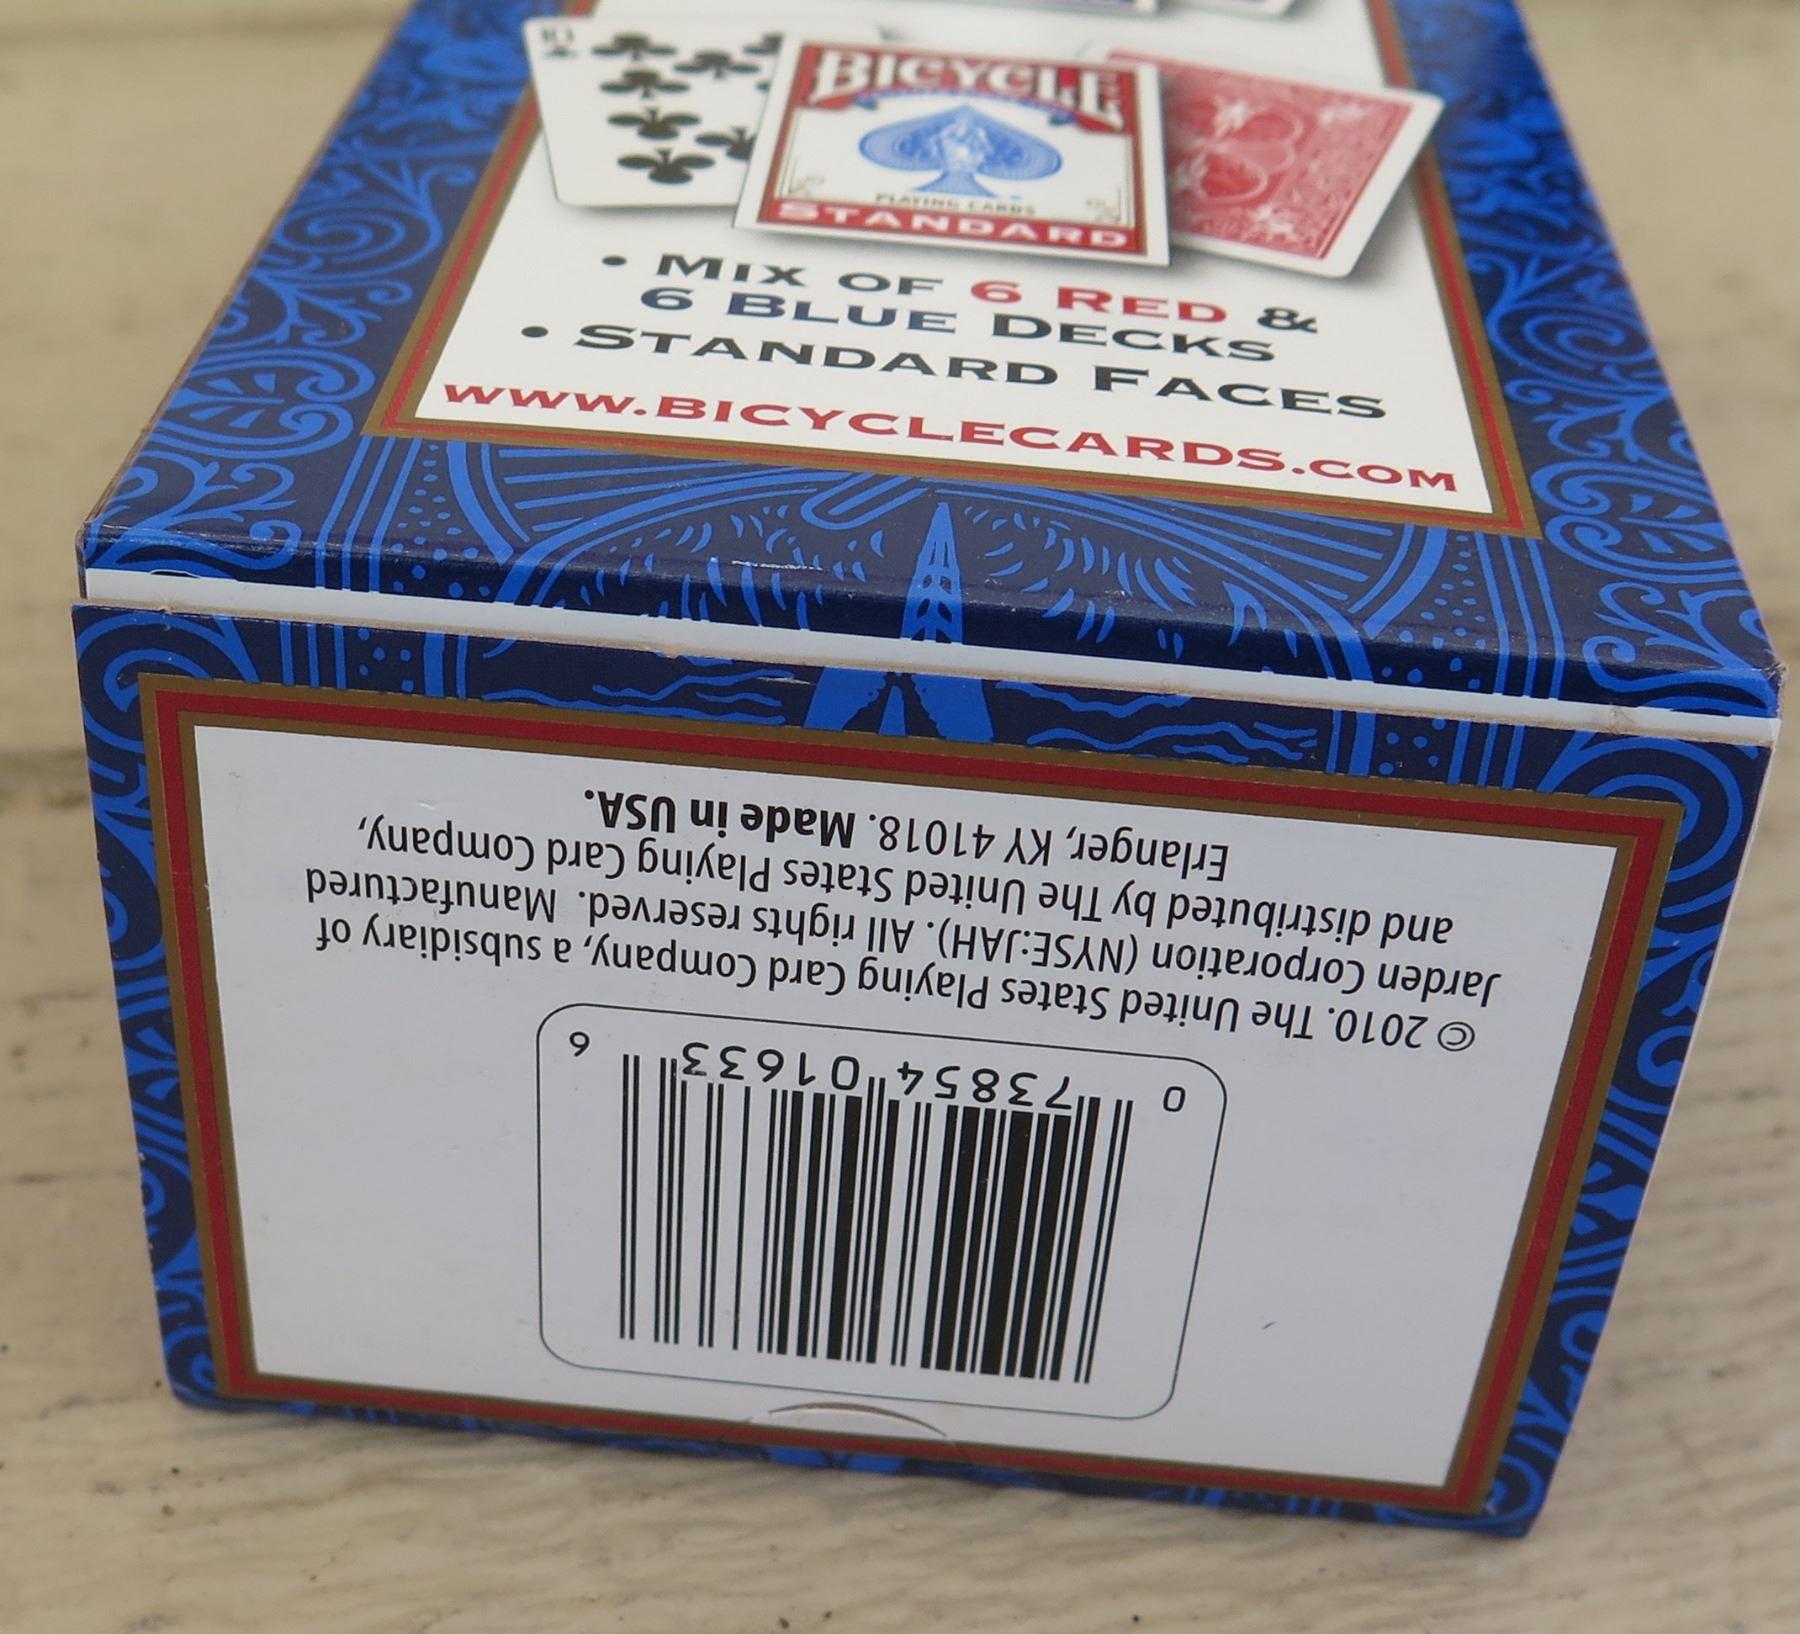 10
BICYCLE
PLAYING CARDS
STANDARD
• MIX OF 6 RED &
6 BLUE DECKS
• STANDARD FACES
WWW.BICYCLECARDS.COM
0 73854 01633 6
© 2010. The United States Playing Card Company, a subsidiary of
Jarden Corporation (NYSE:JAH). All rights reserved. Manufactured
and distributed by The United States Playing Card Company,
Erlanger, KY 41018. Made in USA.